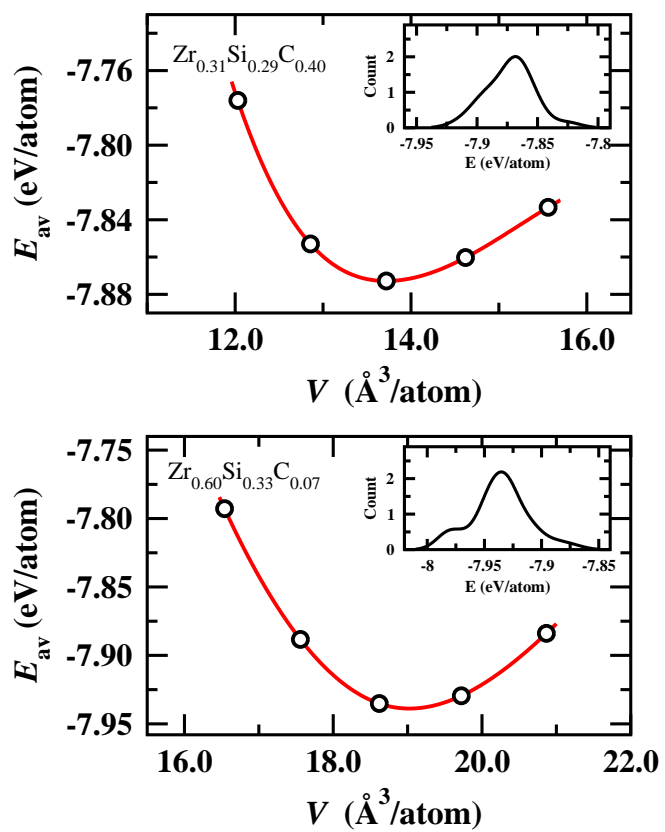 Zr0.31Si0.29C0.40
-7.76
-7.80
-7.84
-7.88
Eav (eV/atom)
12.0 14.0 16.0
V (Å3/atom)
Count
2
1
0
-7.95 -7.9 -7.85 -7.8
E (eV/atom)
Zr0.60Si0.33C0.07
-7.75
-7.80
-7.85
-7.90
-7.95
Eav ((eV/atom)
16.0 18.0 20.0 22.0
V (Å3/atom)
Count
2
1
0
-8 -7.95 -7.9 -7.85
E (eV/atom)